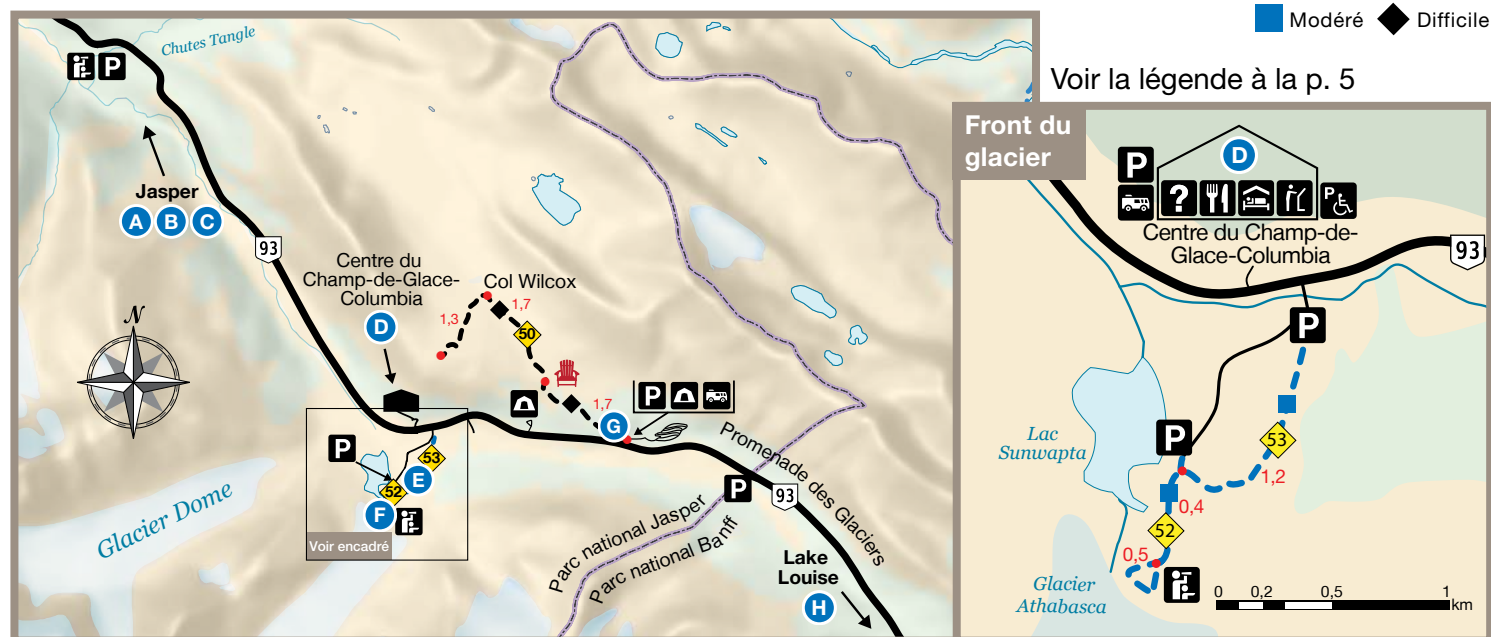 Modéré
Difficile
Voir la légende à la p. 5
Chutes Tangle
P
Jasper
A B C
93
N
Centre du
Champ-de-Glace-
Columbia
D
Col Wilcox
1,3
1,7
50
1,7
G
P
P
53
E
52
F
Voir encadré
Glacier Dome
Promenade des Glaciers
P
93
Parc national Jasper
Parc national Banff
Lake
Louise
H
Front du
glacier
P
D
?
P
Centre du Champ-de-
Glace-Columbia
93
P
Lac
Sunwapta
P
53
1,2
0,4
52
0,5
Glacier
Athabasca
0 0,2 0,5 1
km